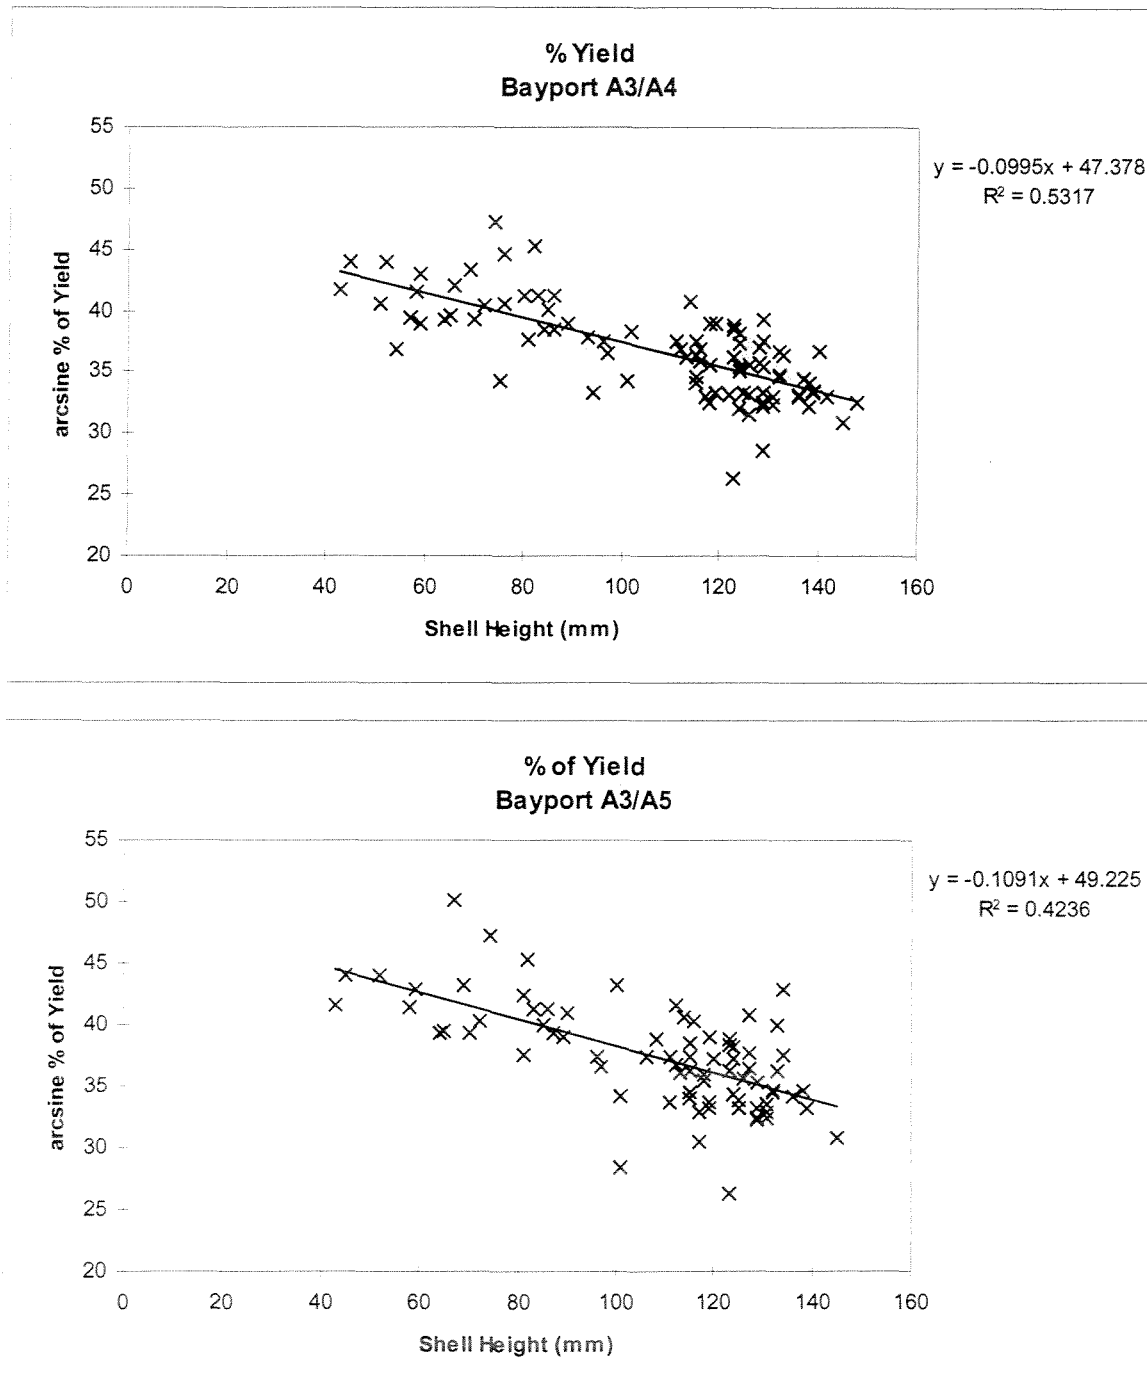 % Yield
Bayport A3/A4
55
50
45
40
35
30
25
20
arcsine % of Yield
0 20 40 60 80 100 120 140 160
Shell Height (mm)
y = -0.0995x + 47.378
R² = 0.5317
% of Yield
Bayport A3/A5
55
50
45
40
35
30
25
20
arcsine % of Yield
0 20 40 60 80 100 120 140 160
Shell Height (mm)
y = -0.1091x + 49.225
R² = 0.4236